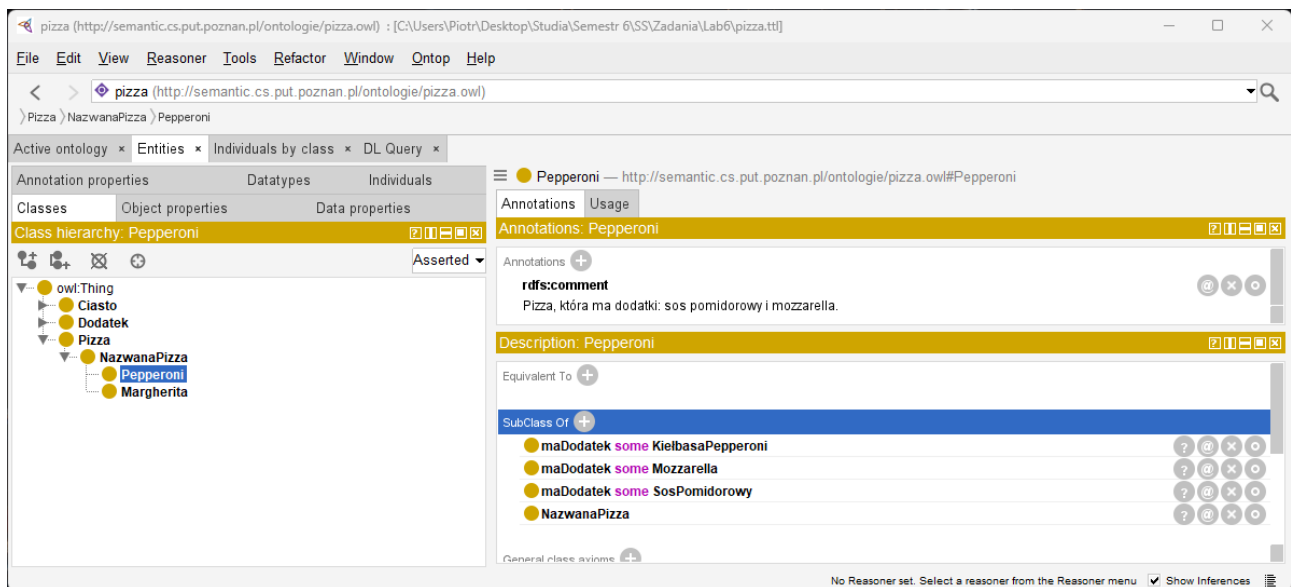 pizza (http://semantic.cs.put.poznan.pl/ontologie/pizza.owl) : [C:\Users\Piotr\Desktop\Studia\Semestr 6\SS\Zadania\Lab6\pizza.ttl]
File Edit View Reasoner Tools Refactor Window Ontop Help
pizza (http://semantic.cs.put.poznan.pl/ontologie/pizza.owl)
Pizza NazwanaPizza Pepperoni
Active ontology × Entities × Individuals by class × DL Query ×
Annotation properties Datatypes Individuals
Classes Object properties Data properties
Class hierarchy: Pepperoni
Asserted
owl:Thing
Ciasto
Dodatek
Pizza
NazwanaPizza
Pepperoni
Margherita
Pepperoni — http://semantic.cs.put.poznan.pl/ontologie/pizza.owl#Pepperoni
Annotations Usage
Annotations: Pepperoni
Annotations
rdfs:comment
Pizza, która ma dodatki: sos pomidorowy i mozzarella.
Description: Pepperoni
Equivalent To
SubClass Of
maDodatek some KiełbasaPepperoni
maDodatek some Mozzarella
maDodatek some SosPomidorowy
NazwanaPizza
General class axioms
No Reasoner set. Select a reasoner from the Reasoner menu Show Inferences